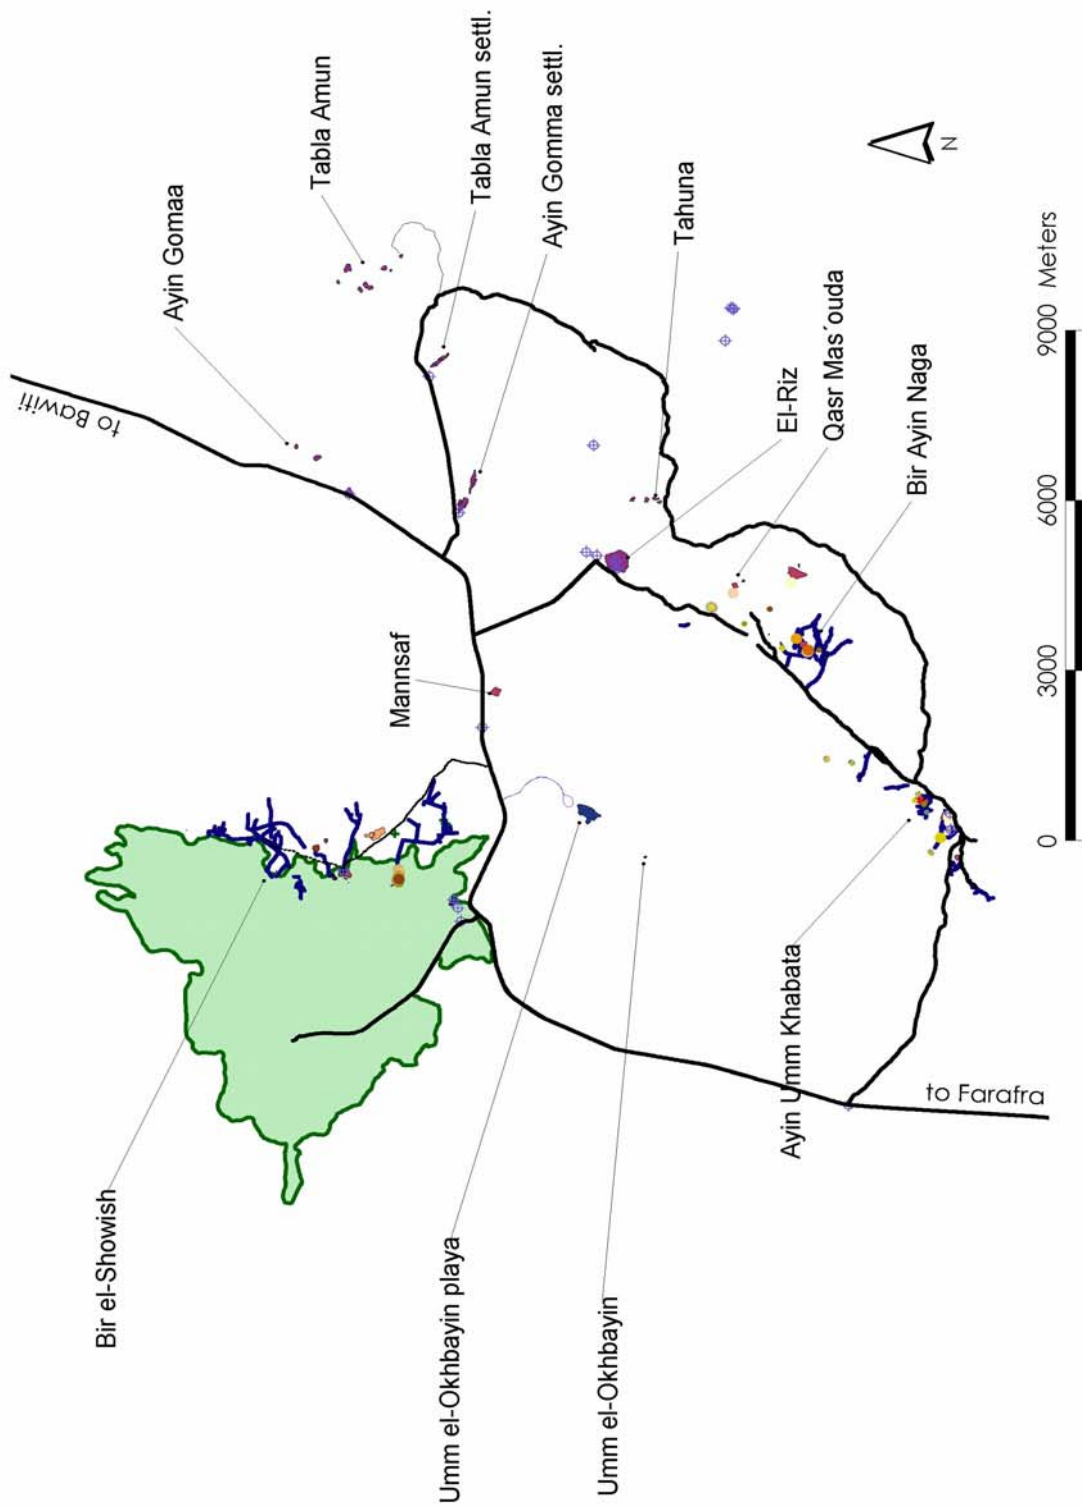 to Bawiti
Ayin Gomaa
Tabla Amun
Tabla Amun settl.
Ayin Gomma settl.
Tahuna
El-Riz
Qasr Mas´ouda
Bir Ayin Naga
Mannsaf
Bir el-Showish
Umm el-Okhbayin playa
Umm el-Okhbayin
Ayin Umm Khabata
to Farafra
N
0 3000 6000 9000 Meters